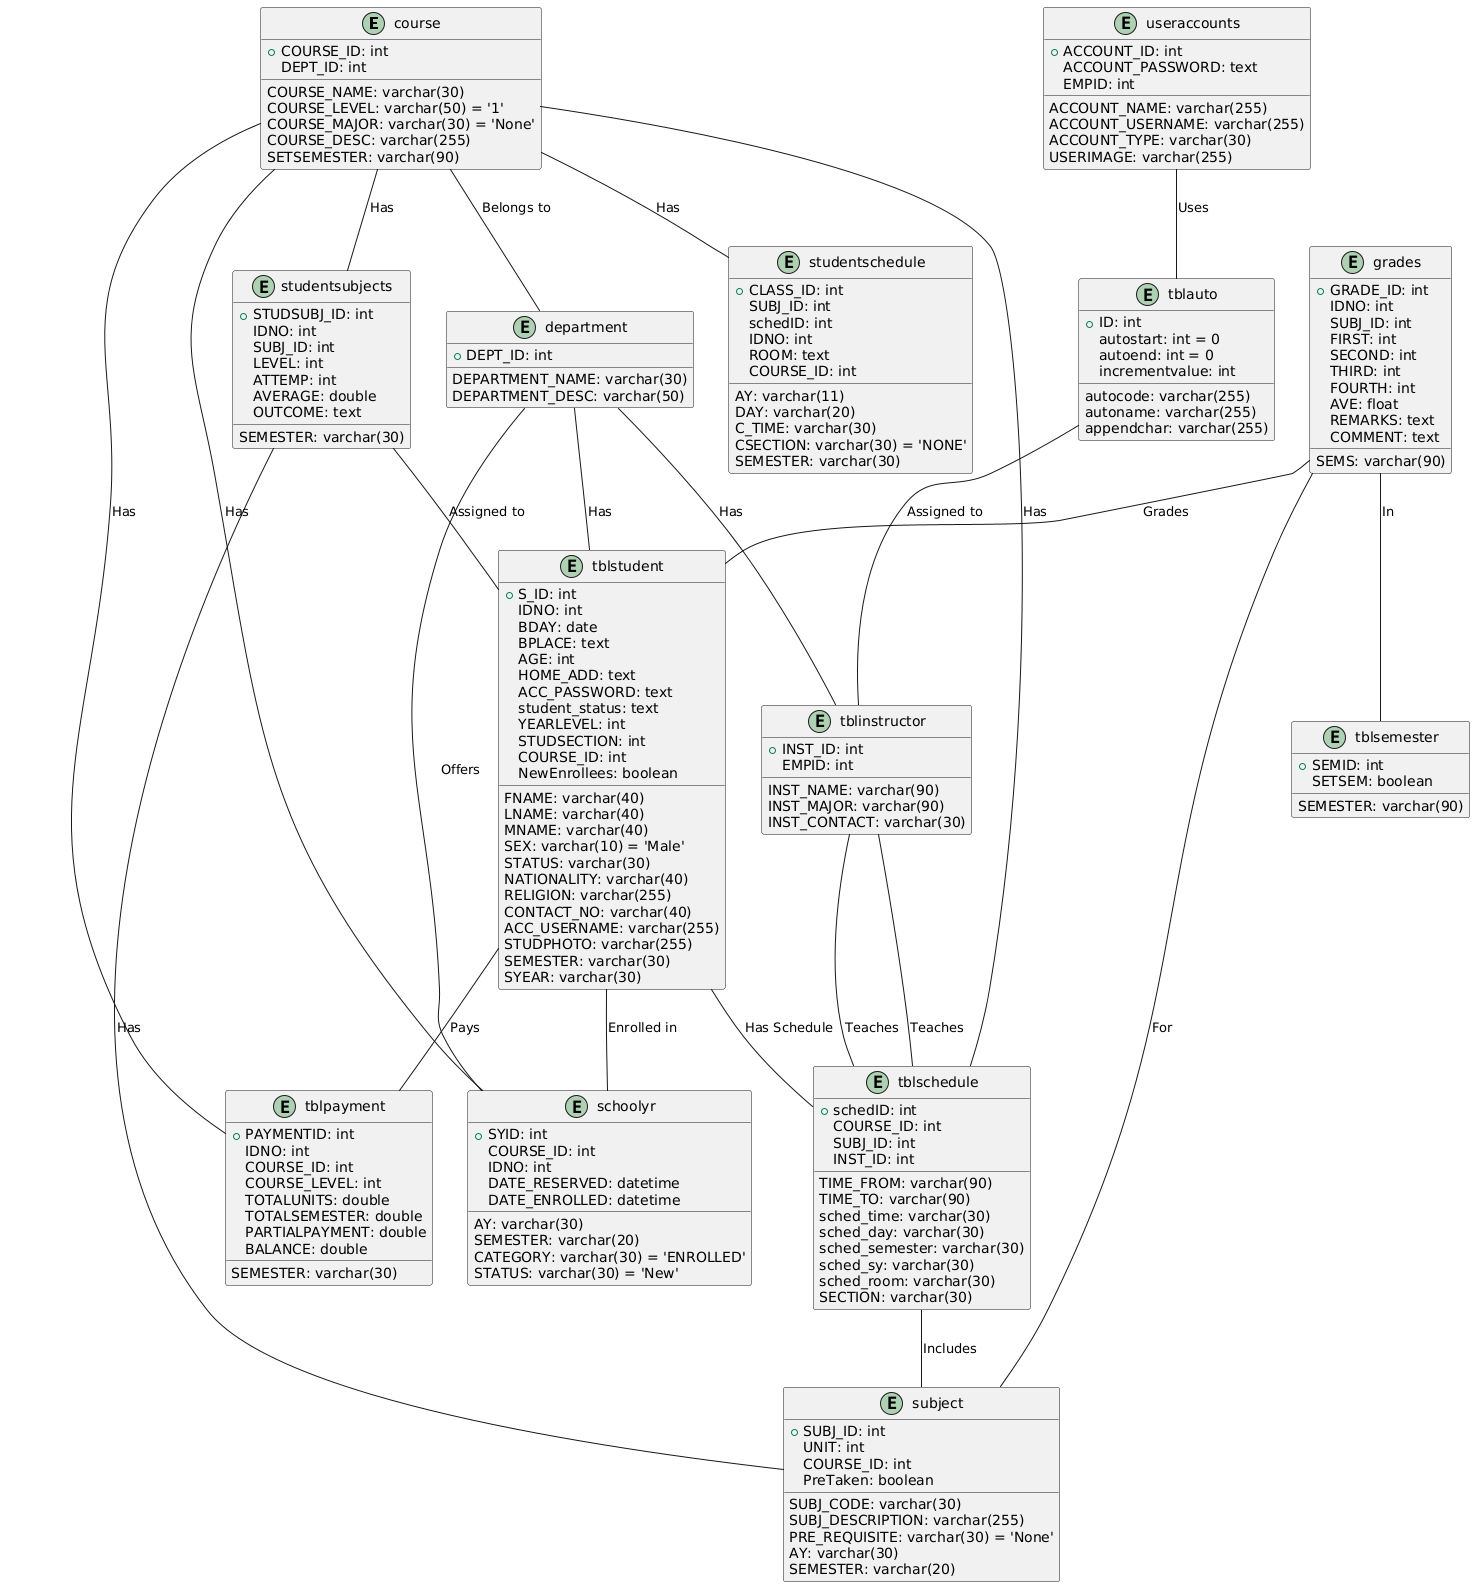 E course
COURSE_ID: int
DEPT_ID: int
COURSE_NAME: varchar(30)
COURSE_LEVEL: varchar(50) = '1'
COURSE_MAJOR: varchar(30) = 'None'
COURSE_DESC: varchar(255)
SETSEMESTER: varchar(90)
E useraccounts
ACCOUNT_ID: int
ACCOUNT_PASSWORD: text
EMPID: int
ACCOUNT_NAME: varchar(255)
ACCOUNT_USERNAME: varchar(255)
ACCOUNT_TYPE: varchar(30)
USERIMAGE: varchar(255)
Has
Belongs to
Has
Uses
E studentsubjects
STUDSUBJ_ID: int
IDNO: int
SUBJ_ID: int
LEVEL: int
ATTEMP: int
AVERAGE: double
OUTCOME: text
SEMESTER: varchar(30)
E department
DEPT_ID: int
DEPARTMENT_NAME: varchar(30)
DEPARTMENT_DESC: varchar(50)
E studentschedule
CLASS_ID: int
SUBJ_ID: int
schedID: int
IDNO: int
ROOM: text
COURSE_ID: int
AY: varchar(11)
DAY: varchar(20)
C_TIME: varchar(30)
CSECTION: varchar(30) = 'NONE'
SEMESTER: varchar(30)
E tblauto
ID: int
autostart: int = 0
autoend: int = 0
incrementvalue: int
autocode: varchar(255)
autoname: varchar(255)
appendchar: varchar(255)
E grades
GRADE_ID: int
IDNO: int
SUBJ_ID: int
FIRST: int
SECOND: int
THIRD: int
FOURTH: int
AVE: float
REMARKS: text
COMMENT: text
SEMS: varchar(90)
Has
Has
Assigned to
Has
Has
Assigned to
Has
Grades
In
E tblstudent
S_ID: int
IDNO: int
BDAY: date
BPLACE: text
AGE: int
HOME_ADD: text
ACC_PASSWORD: text
student_status: text
YEARLEVEL: int
STUDSECTION: int
COURSE_ID: int
NewEnrollees: boolean
FNAME: varchar(40)
LNAME: varchar(40)
MNAME: varchar(40)
SEX: varchar(10) = 'Male'
STATUS: varchar(30)
NATIONALITY: varchar(40)
RELIGION: varchar(255)
CONTACT_NO: varchar(40)
ACC_USERNAME: varchar(255)
STUDPHOTO: varchar(255)
SEMESTER: varchar(30)
SYEAR: varchar(30)
Offers
E tblinstructor
INST_ID: int
EMPID: int
INST_NAME: varchar(90)
INST_MAJOR: varchar(90)
INST_CONTACT: varchar(30)
E tblsemester
SEMID: int
SETSEM: boolean
SEMESTER: varchar(90)
Has
Pays
Enrolled in
Has Schedule
Teaches
Teaches
For
E tblpayment
PAYMENTID: int
IDNO: int
COURSE_ID: int
COURSE_LEVEL: int
TOTALUNITS: double
TOTALSEMESTER: double
PARTIALPAYMENT: double
BALANCE: double
SEMESTER: varchar(30)
E schoolyr
SYID: int
COURSE_ID: int
IDNO: int
DATE_RESERVED: datetime
DATE_ENROLLED: datetime
AY: varchar(30)
SEMESTER: varchar(20)
CATEGORY: varchar(30) = 'ENROLLED'
STATUS: varchar(30) = 'New'
E tblschedule
schedID: int
COURSE_ID: int
SUBJ_ID: int
INST_ID: int
TIME_FROM: varchar(90)
TIME_TO: varchar(90)
sched_time: varchar(30)
sched_day: varchar(30)
sched_semester: varchar(30)
sched_sy: varchar(30)
sched_room: varchar(30)
SECTION: varchar(30)
Includes
E subject
SUBJ_ID: int
UNIT: int
COURSE_ID: int
PreTaken: boolean
SUBJ_CODE: varchar(30)
SUBJ_DESCRIPTION: varchar(255)
PRE_REQUISITE: varchar(30) = 'None'
AY: varchar(30)
SEMESTER: varchar(20)